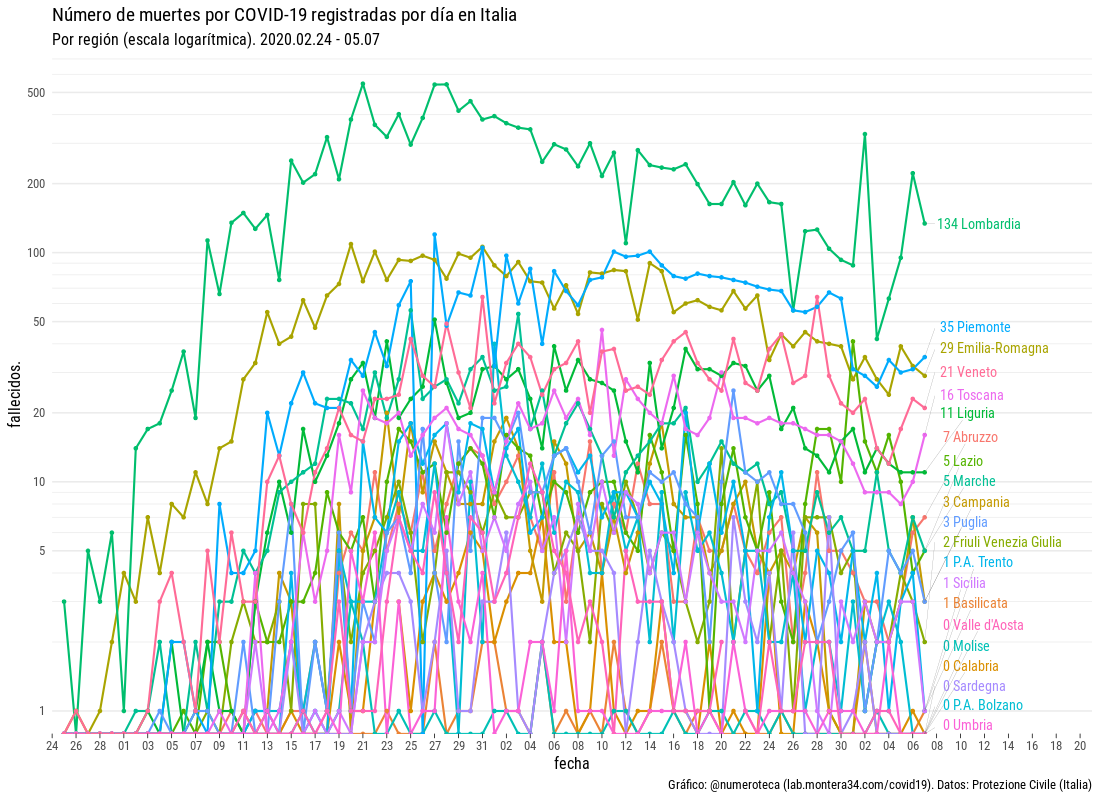 Número de muertes por COVID-19 registradas por día en Italia
Por región (escala logarítmica). 2020.02.24 - 05.07
fallecidos.
500
200
100
50
20
10
5
1
134 Lombardia
35 Piemonte
29 Emilia-Romagna
21 Veneto
16 Toscana
11 Liguria
7 Abruzzo
5 Lazio
5 Marche
3 Campania
3 Puglia
2 Friuli Venezia Giulia
1 P.A. Trento
1 Sicilia
1 Basilicata
0 Valle d'Aosta
0 Molise
0 Calabria
0 Sardegna
0 P.A. Bolzano
0 Umbria
24 26 28 01 03 05 07 09 11 13 15 17 19 21 23 25 27 29 31 02 04 06 08 10 12 14 16 18 20 22 24 26 28 30 02 04 06 08 10 12 14 16 18 20
fecha
Gráfico: @numeroteca (lab.montera34.com/covid19). Datos: Protezione Civile (Italia)